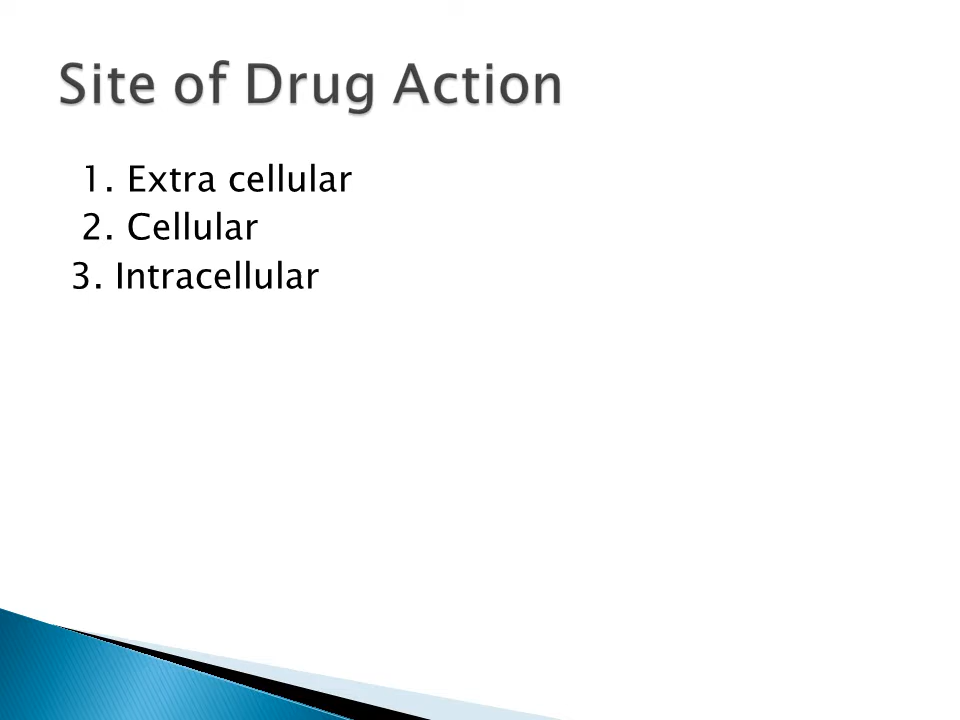 Site of Drug Action
1. Extra cellular
2. Cellular
3. Intracellular